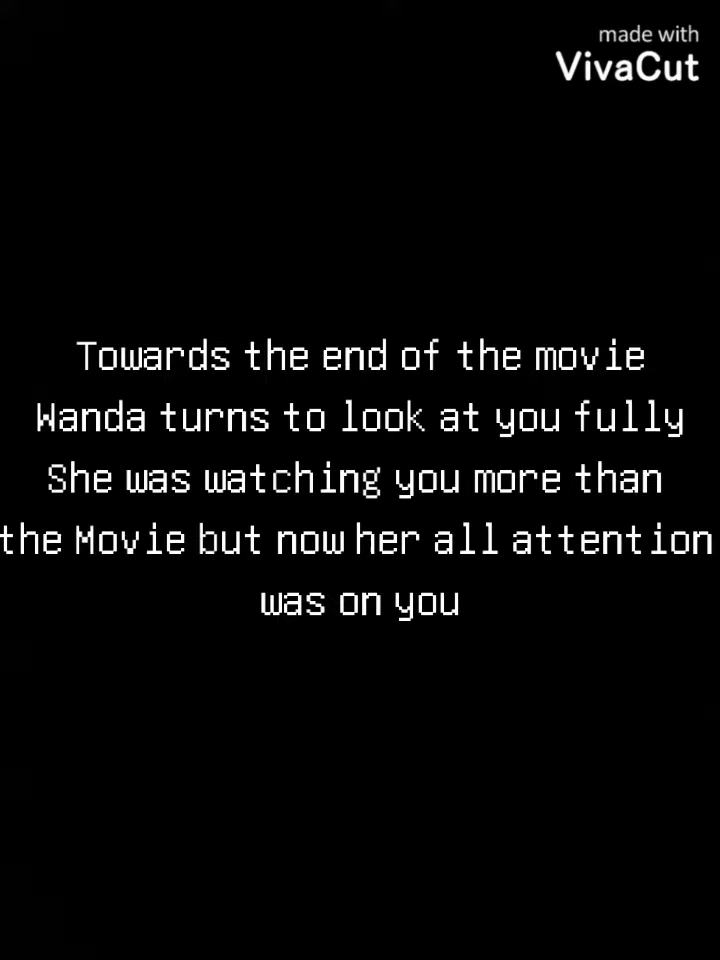 made with
VivaCut
Towards the end of the movie
Wanda turns to look at you fully
She was watching you more than
the Movie but now her all attention
was on you